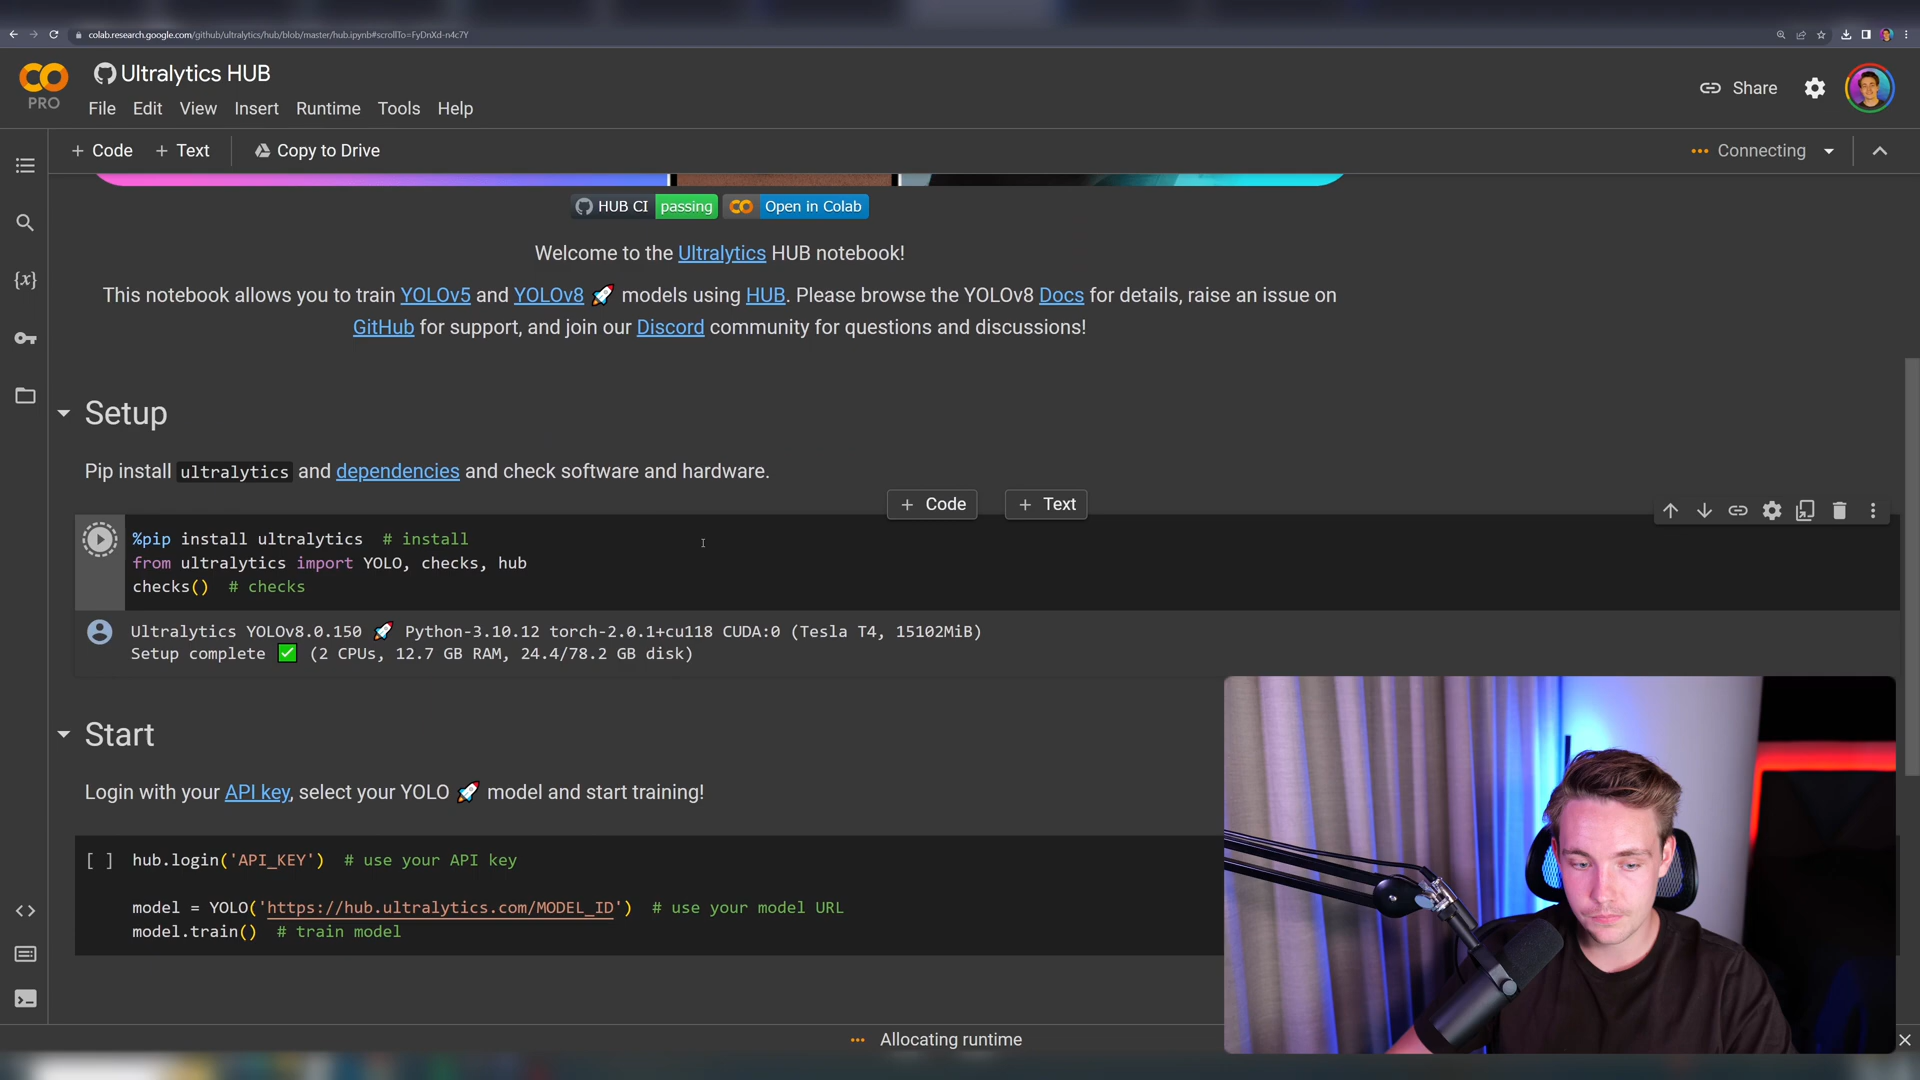 colab.research.google.com/github/ultralytics/hub/blob/master/hub.ipynb#scrollTo=FyDnXd-n4c7Y
CO
PRO
Ultralytics HUB
File Edit View Insert Runtime Tools Help
Share
+ Code + Text Copy to Drive
Connecting
HUB CI passing Open in Colab
Welcome to the Ultralytics HUB notebook!
This notebook allows you to train YOLOv5 and YOLOv8 🚀 models using HUB. Please browse the YOLOv8 Docs for details, raise an issue on
GitHub for support, and join our Discord community for questions and discussions!
{x}
Setup
Pip install ultralytics and dependencies and check software and hardware.
+ Code + Text
%pip install ultralytics # install
from ultralytics import YOLO, checks, hub
checks() # checks
Ultralytics YOLOv8.0.150 🚀 Python-3.10.12 torch-2.0.1+cu118 CUDA:0 (Tesla T4, 15102MiB)
Setup complete ✅ (2 CPUs, 12.7 GB RAM, 24.4/78.2 GB disk)
Start
Login with your API key, select your YOLO 🚀 model and start training!
[ ] hub.login('API_KEY') # use your API key
model = YOLO('https://hub.ultralytics.com/MODEL_ID') # use your model URL
model.train() # train model
Allocating runtime